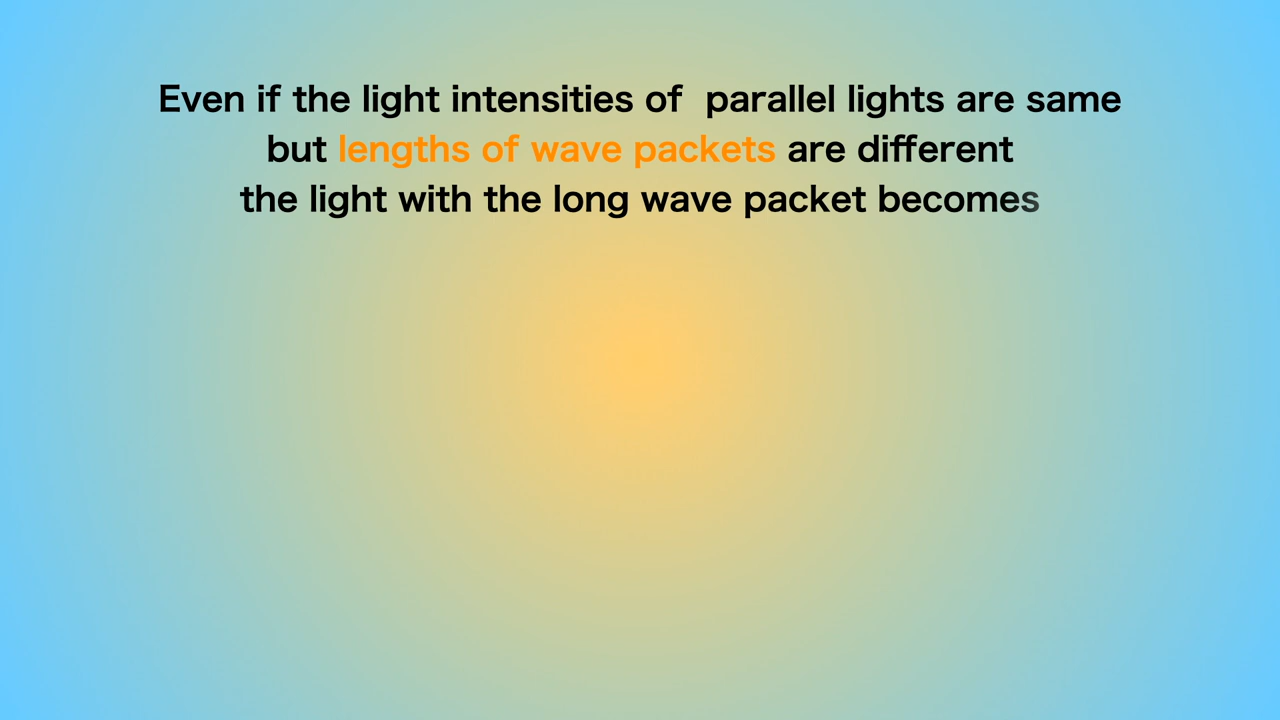 Even if the light intensities of  parallel lights are same
but lengths of wave packets are different
the light with the long wave packet becomes